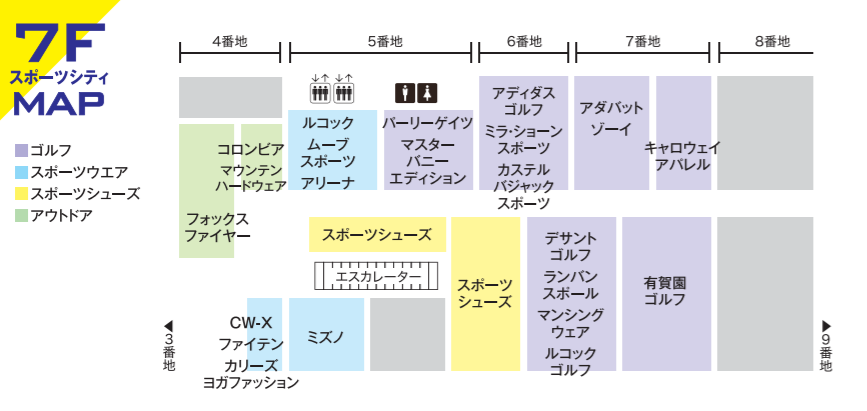 7F
スポーツシティ
MAP
ゴルフ
スポーツウエア
スポーツシューズ
アウトドア
4番地
5番地
6番地
7番地
8番地
コロンビア
マウンテン
ハードウェア
フォックス
ファイヤー
ルコック
ムーブ
スポーツ
アリーナ
パーリーゲイツ
マスター
バニー
エディション
アディダス
ゴルフ
ミラ・ショーン
スポーツ
カステル
バジャック
スポーツ
アダバット
ゾーイ
キャロウェイ
アパレル
スポーツシューズ
エスカレーター
スポーツ
シューズ
デサント
ゴルフ
ランバン
スポール
マンシング
ウェア
ルコック
ゴルフ
有賀園
ゴルフ
3番地
CW-X
ファイテン
カリーズ
ヨガファッション
ミズノ
9番地